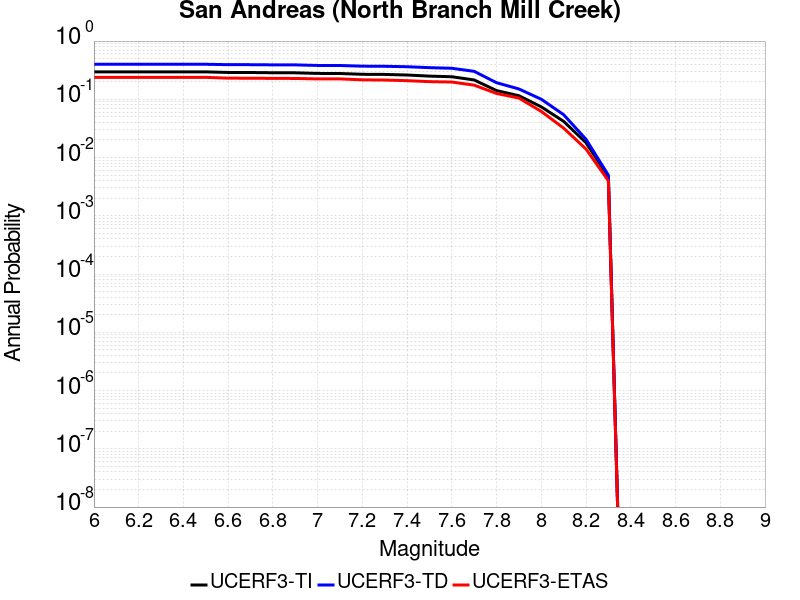 San Andreas (North Branch Mill Creek)
10^0
10^-1
10^-2
10^-3
10^-4
10^-5
10^-6
10^-7
10^-8
Annual Probability
6 6.2 6.4 6.6 6.8 7 7.2 7.4 7.6 7.8 8 8.2 8.4 8.6 8.8 9
Magnitude
UCERF3-TI UCERF3-TD UCERF3-ETAS